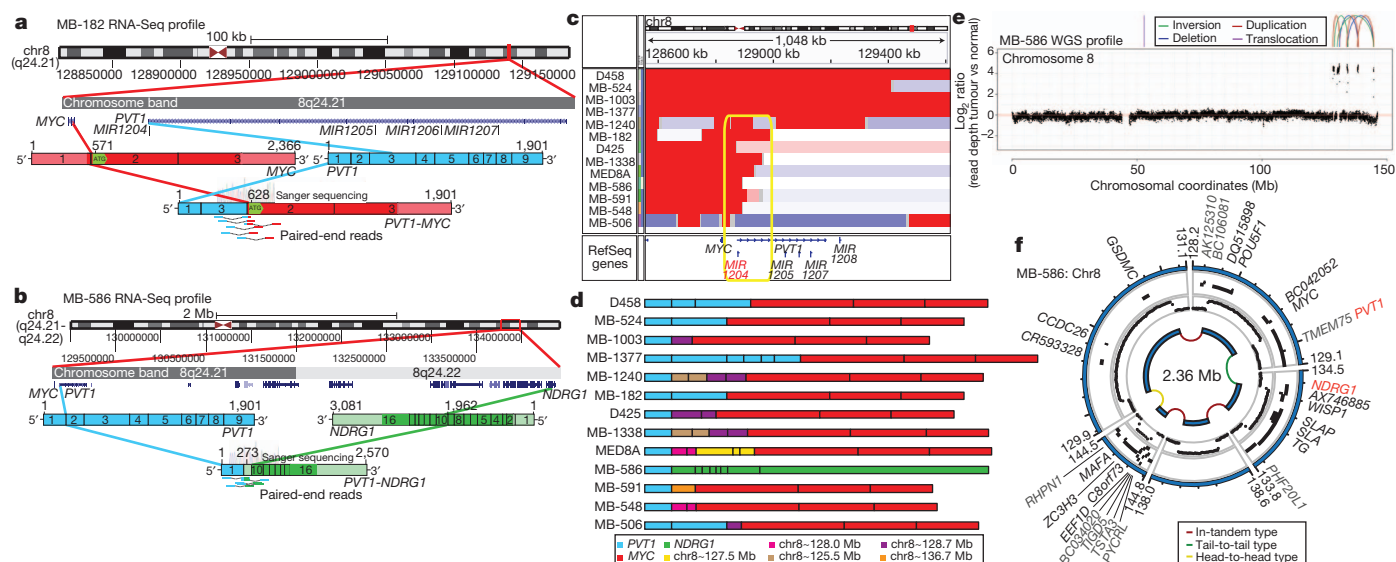 a
MB-182 RNA-Seq profile
100 kb
chr8
(q24.21)
128850000
128900000
128950000
129000000
129050000
129100000
129150000
Chromosome band 8q24.21
MYC
PVT1
MIR1204
MIR1205
MIR1206
MIR1207
1 571 2,366
5′ 1 ATG 2 3 3′
MYC
1 1,901
5′ 1 2 3 4 5 6 7 8 9 3′
PVT1
1 628 Sanger sequencing 1,901
5′ 1 3 ATG 2 3 3′
PVT1-MYC
Paired-end reads
b
MB-586 RNA-Seq profile
2 Mb
chr8
(q24.21-
q24.22)
130000000
131000000
132000000
133000000
134000000
129500000
130500000
131500000
132500000
133500000
Chromosome band 8q24.21
8q24.22
MYC PVT1
NDRG1
1 1,901
5′ 1 2 3 4 5 6 7 8 9 3′
PVT1
3,081 1,962 1
16 10 8 7 5 4 2 1
NDRG1
1 273 Sanger sequencing 2,570
5′ 1 10 16 3′
PVT1-NDRG1
Paired-end reads
c
chr8
1,048 kb
128600 kb
129000 kb
129400 kb
D458
MB-524
MB-1003
MB-1377
MB-1240
MB-182
D425
MB-1338
MED8A
MB-586
MB-591
MB-548
MB-506
RefSeq
genes
MYC
PVT1
MIR
1204
MIR
1205
MIR
1207
MIR
1208
d
D458
MB-524
MB-1003
MB-1377
MB-1240
MB-182
D425
MB-1338
MED8A
MB-586
MB-591
MB-548
MB-506
PVT1
NDRG1
chr8~128.0 Mb
chr8~128.7 Mb
MYC
chr8~127.5 Mb
chr8~125.5 Mb
chr8~136.7 Mb
e
Inversion
Duplication
Deletion
Translocation
MB-586 WGS profile
Chromosome 8
Log2 ratio
(read depth tumour vs normal)
6
4
2
0
−2
−4
0
50
100
150
Chromosomal coordinates (Mb)
f
MB-586: Chr8
2.36 Mb
131.1
128.2
AK125310
BC106081
DQ515898
POU5F1
BC042052
MYC
TMEM75 PVT1
129.1
134.5
NDRG1
AX746885
WISP1
SLAP
SLA
TG
PHF20L1
133.8
138.6
138.0
144.8
PYCRL
TSTA3
TIGD5
BC034020
EEF1D
C8orf73
ZC3H3
MAFA
RHPN1
144.5
129.9
CR593328
CCDC26
GSDMC
In-tandem type
Tail-to-tail type
Head-to-head type